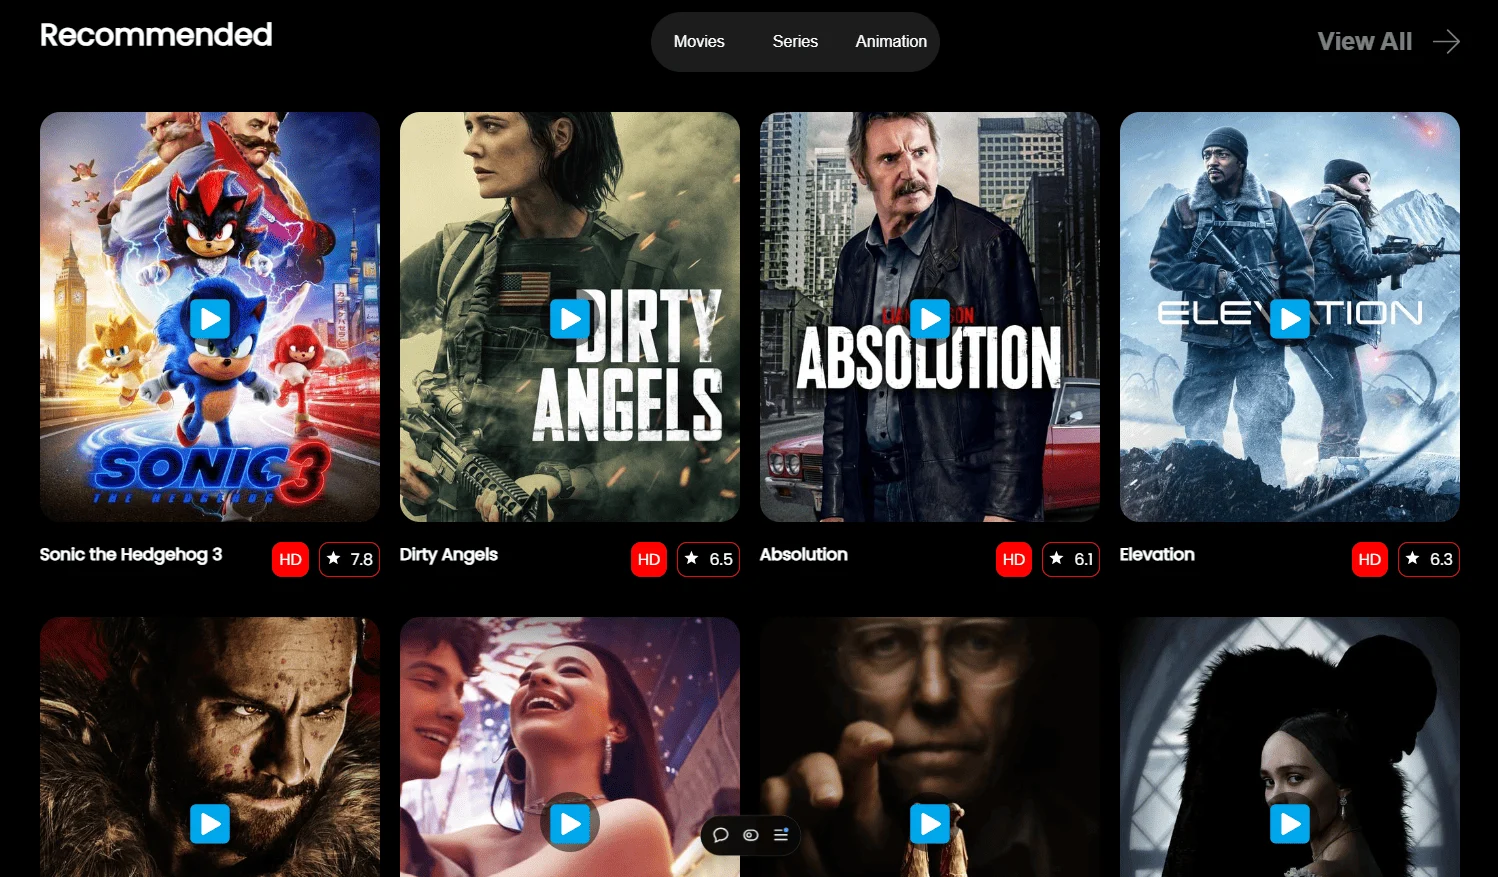 Recommended
Movies Series Animation
View All
DIRTY
ANGELS
ABSOLUTION
SONIC 3
THE HEDGEHOG
Sonic the Hedgehog 3 HD ★ 7.8
Dirty Angels HD ★ 6.5
Absolution HD ★ 6.1
Elevation HD ★ 6.3